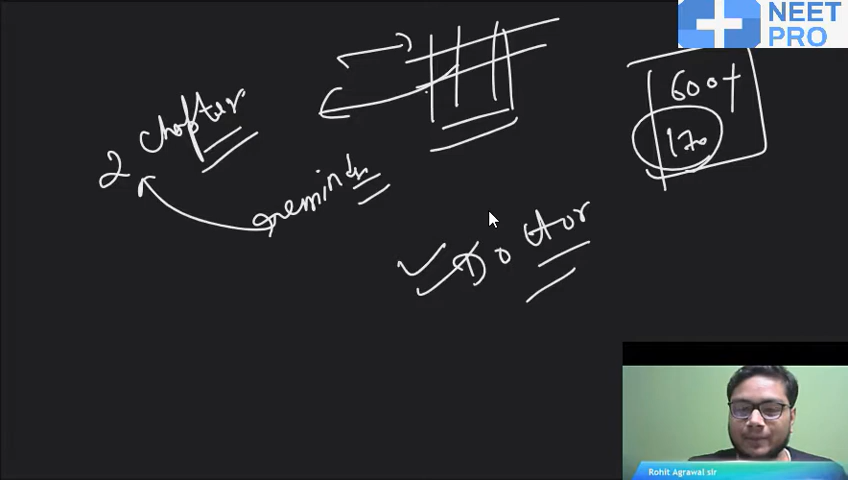 NEET
PRO
600+
170
2 chapter
reminder
Doctor
Rohit Agrawal sir